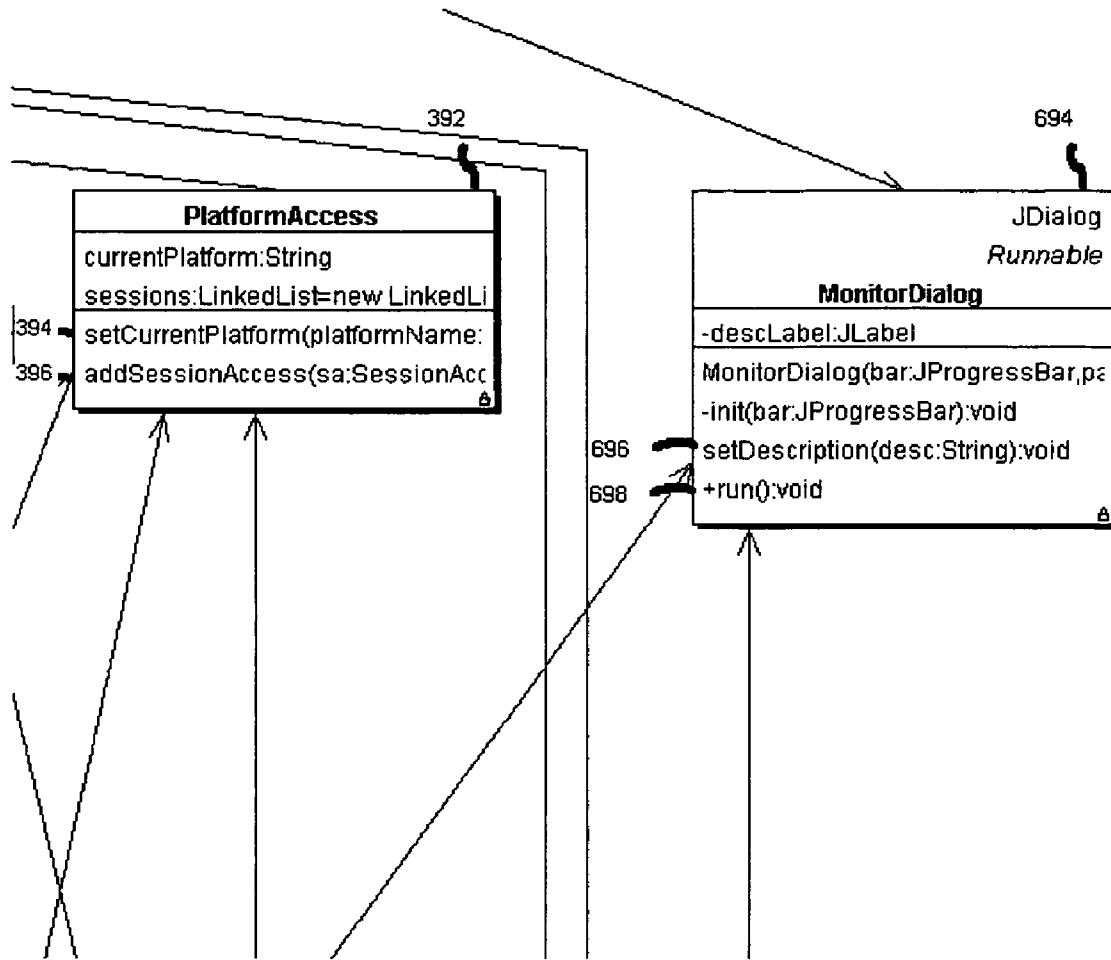 392
PlatformAccess
currentPlatform:String
sessions:LinkedList=new LinkedLi
394
setCurrentPlatform(platformName:
396
addSessionAccess(sa:SessionAcc
694
JDialog
Runnable
MonitorDialog
-descLabel:JLabel
MonitorDialog(bar:JProgressBar,pa
-init(bar:JProgressBar):void
696
setDescription(desc:String):void
698
+run():void